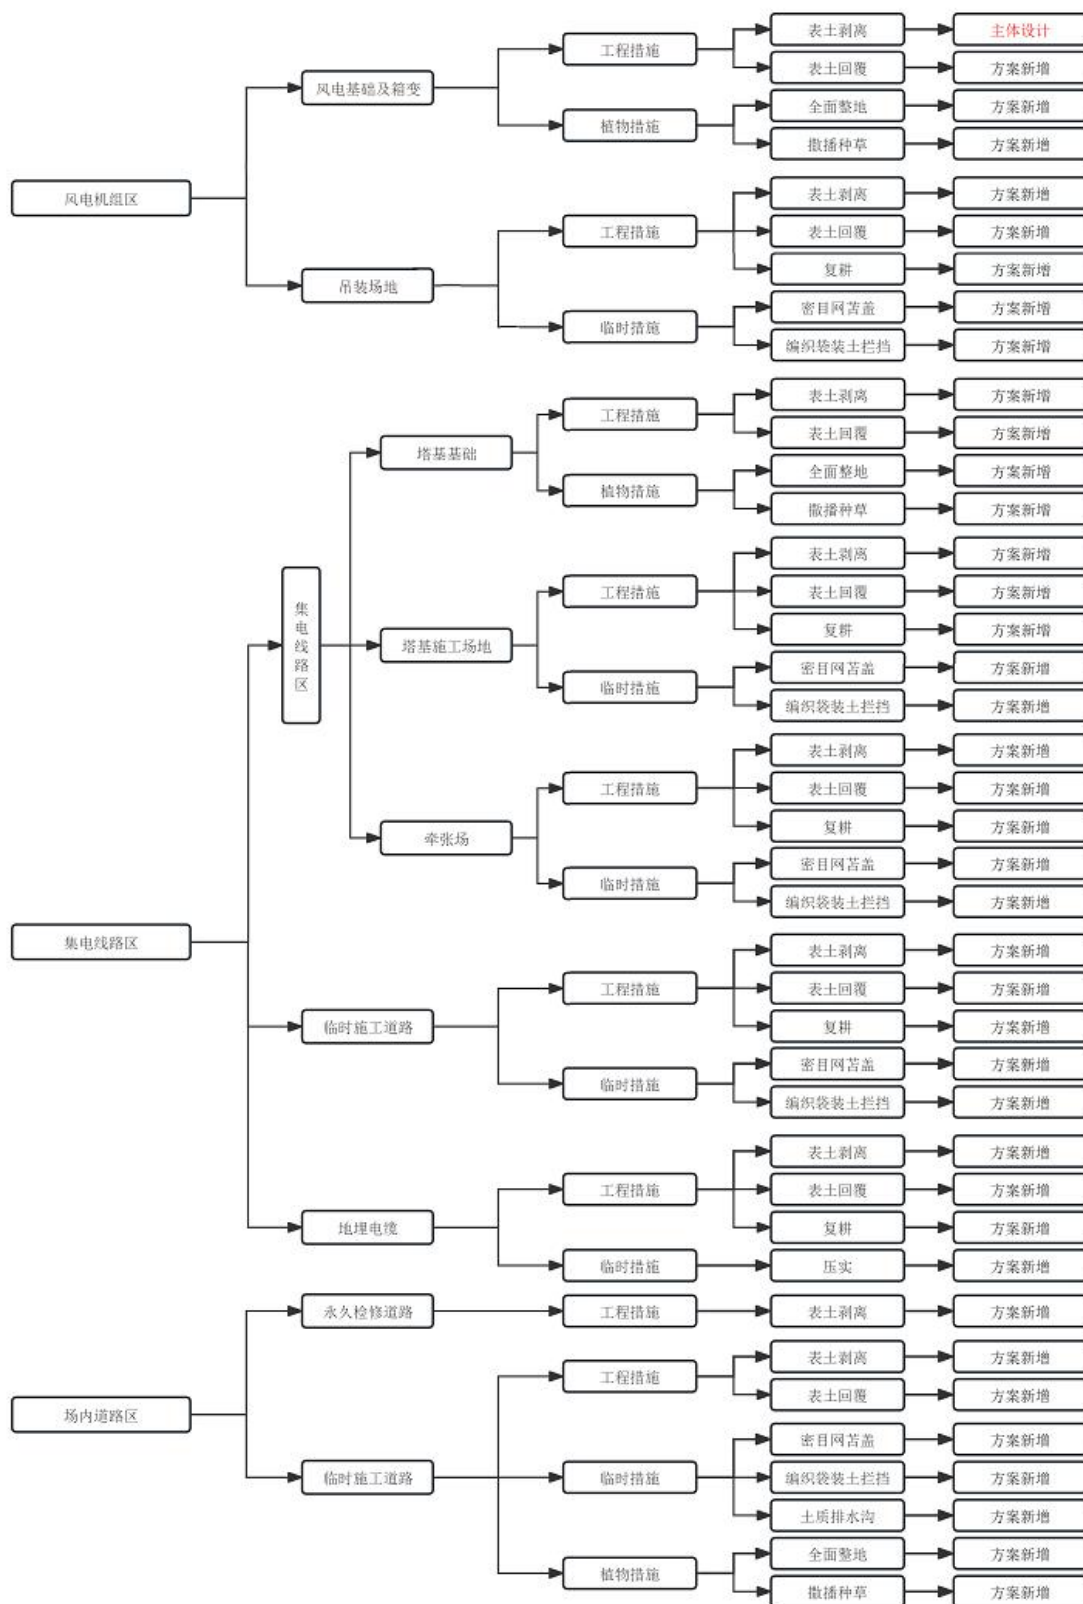 表土剥离 主体设计
工程措施
表土回覆 方案新增
风电基础及箱变
全面整地 方案新增
植物措施
撒播种草 方案新增
风电机组区
表土剥离 方案新增
工程措施 表土回覆 方案新增
复耕 方案新增
吊装场地
密目网苫盖 方案新增
临时措施
编织袋装土拦挡 方案新增
表土剥离 方案新增
工程措施
表土回覆 方案新增
塔基基础
全面整地 方案新增
植物措施
撒播种草 方案新增
表土剥离 方案新增
工程措施 表土回覆 方案新增
复耕 方案新增
集电线路区
塔基施工场地
密目网苫盖 方案新增
临时措施
编织袋装土拦挡 方案新增
表土剥离 方案新增
工程措施 表土回覆 方案新增
复耕 方案新增
牵张场
密目网苫盖 方案新增
临时措施
编织袋装土拦挡 方案新增
集电线路区
表土剥离 方案新增
工程措施 表土回覆 方案新增
临时施工道路 复耕 方案新增
密目网苫盖 方案新增
临时措施
编织袋装土拦挡 方案新增
表土剥离 方案新增
工程措施 表土回覆 方案新增
地埋电缆 复耕 方案新增
临时措施 压实 方案新增
永久检修道路 工程措施 表土剥离 方案新增
表土剥离 方案新增
工程措施
表土回覆 方案新增
场内道路区
密目网苫盖 方案新增
临时施工道路 临时措施 编织袋装土拦挡 方案新增
土质排水沟 方案新增
全面整地 方案新增
植物措施
撒播种草 方案新增